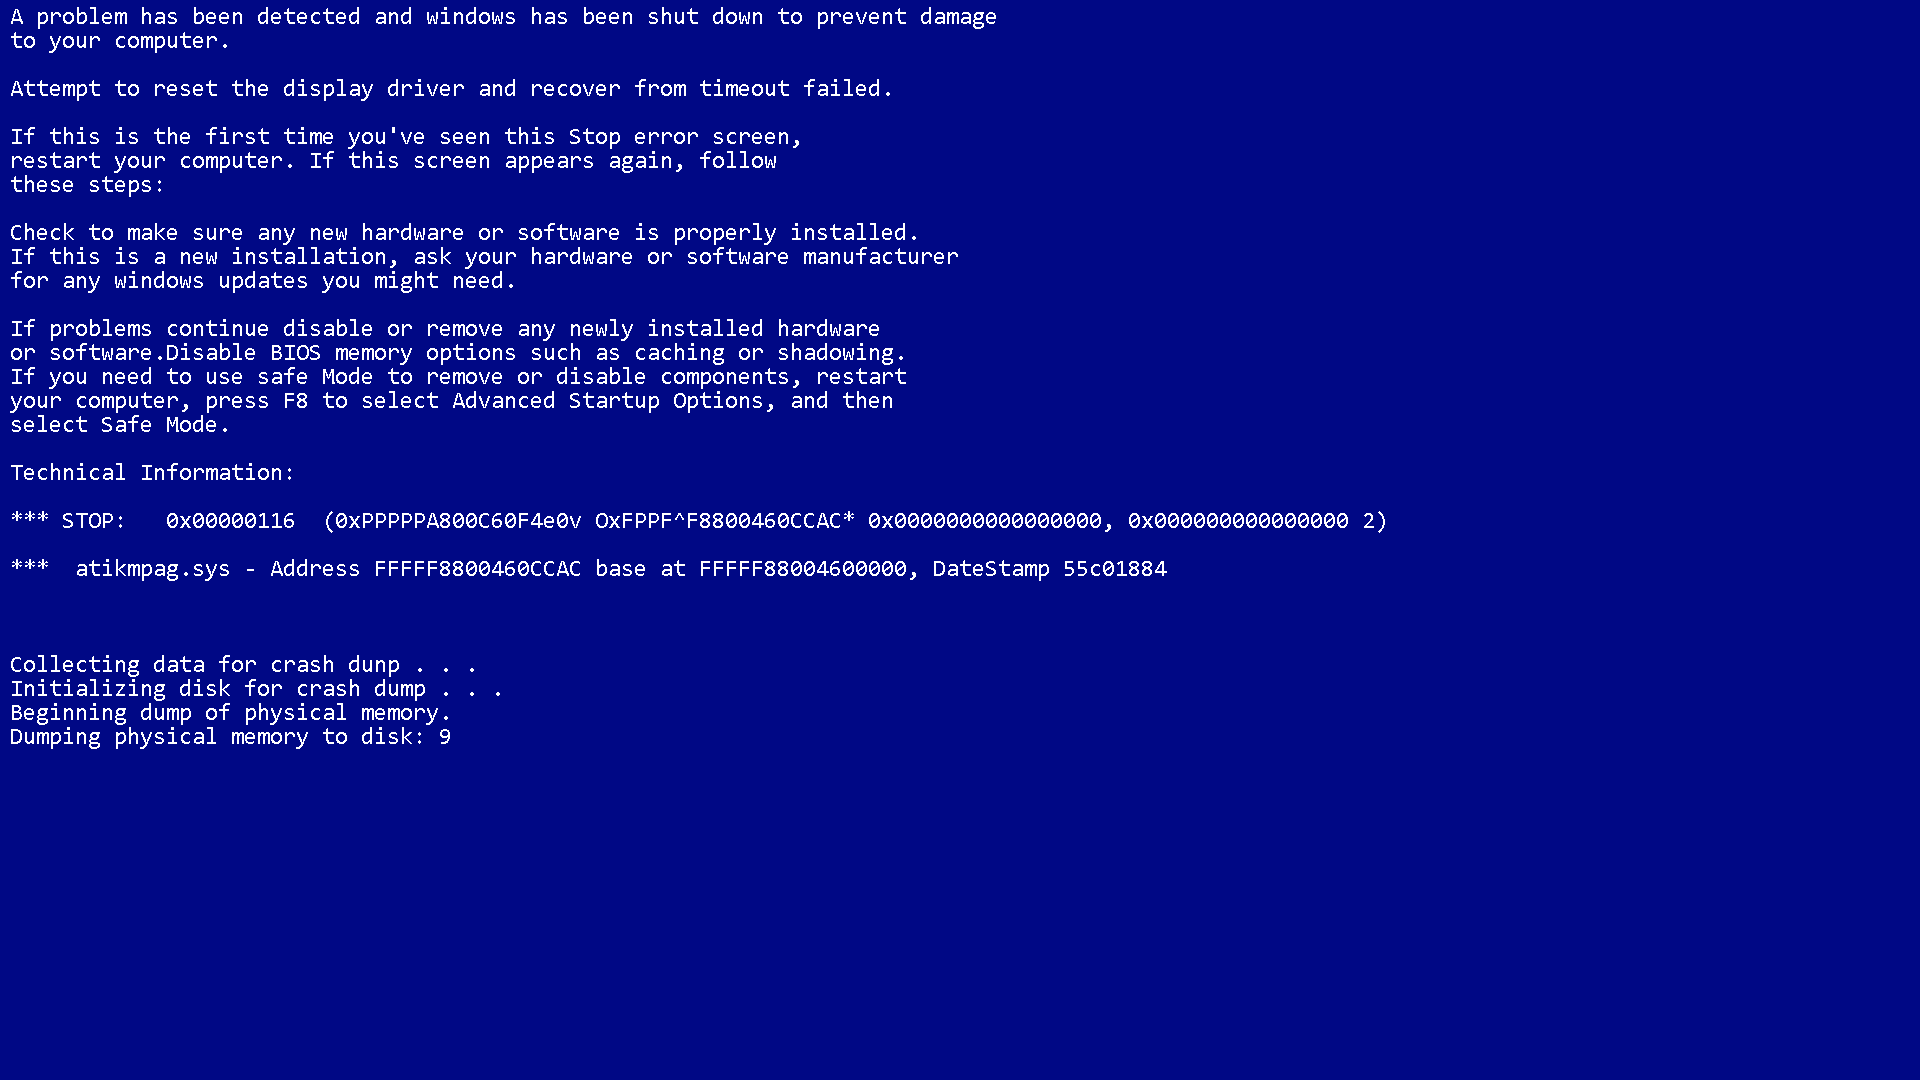 A problem has been detected and windows has been shut down to prevent damage
to your computer.
Attempt to reset the display driver and recover from timeout failed.
If this is the first time you've seen this Stop error screen,
restart your computer. If this screen appears again, follow
these steps:
Check to make sure any new hardware or software is properly installed.
If this is a new installation, ask your hardware or software manufacturer
for any windows updates you might need.
If problems continue disable or remove any newly installed hardware
or software.Disable BIOS memory options such as caching or shadowing.
If you need to use safe Mode to remove or disable components, restart
your computer, press F8 to select Advanced Startup Options, and then
select Safe Mode.
Technical Information:
*** STOP: 0x00000116 (0xPPPPPA800C60F4e0v OxFPPF^F8800460CCAC* 0x0000000000000000, 0x000000000000000 2)
*** atikmpag.sys - Address FFFFF8800460CCAC base at FFFFF88004600000, DateStamp 55c01884
Collecting data for crash dunp . . .
Initializing disk for crash dump . . .
Beginning dump of physical memory.
Dumping physical memory to disk: 9